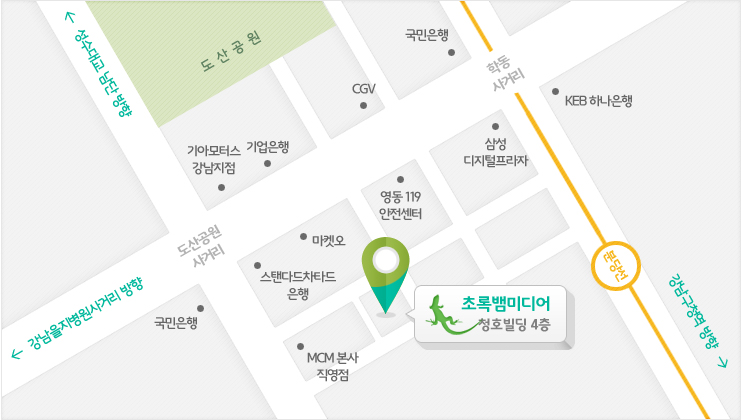 성수대교 남단 방향
도산공원
국민은행
학동
사거리
CGV
KEB 하나은행
기아모터스
강남지점
기업은행
삼성
디지털프라자
영동 119
안전센터
도산공원
사거리
마켓오
스탠다드차타드
은행
분당선
강남을지병원사거리 방향
국민은행
초록뱀미디어
청호빌딩 4층
강남구청역 방향
MCM 본사
직영점